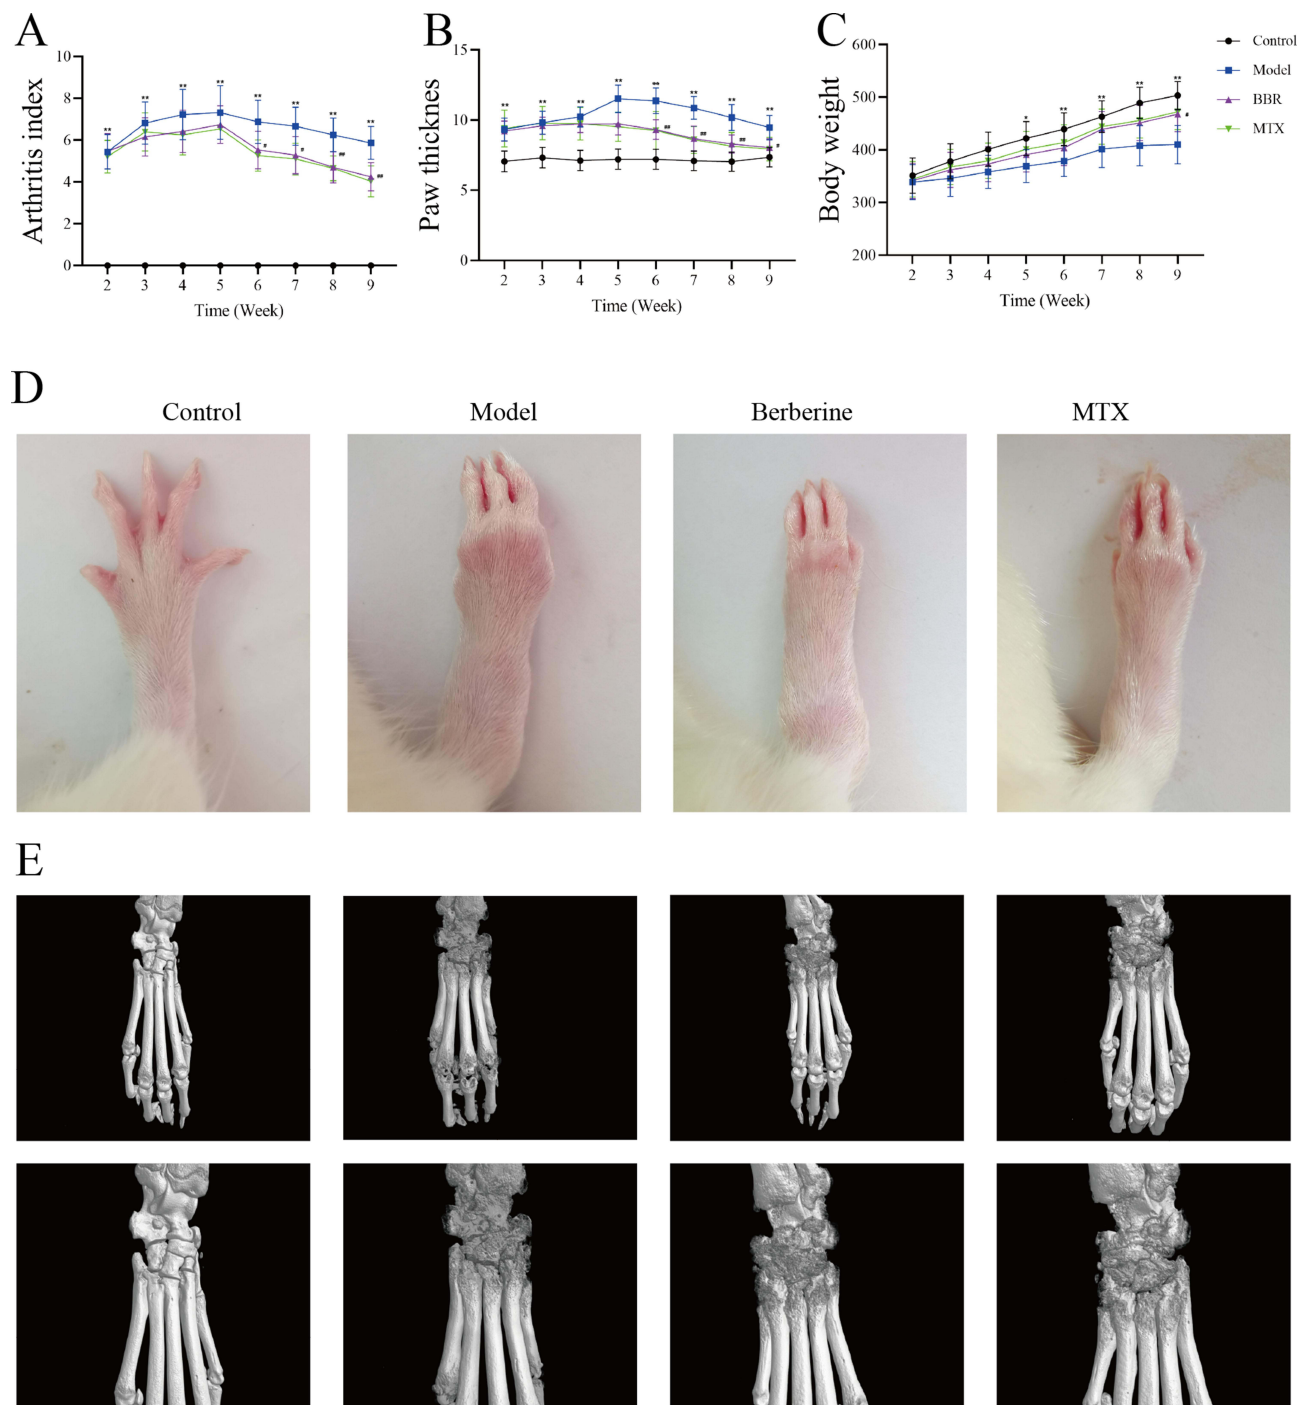 A
Arthritis index
10
8
6
4
2
0
** ** ** ** ** ** ** **
# # ## ##
2 3 4 5 6 7 8 9
Time (Week)
B
Paw thicknes
15
10
5
0
** ** ** ** ** ** ** **
## ## ## #
2 3 4 5 6 7 8 9
Time (Week)
C
Body weight
600
500
400
300
200
* ** ** ** **
#
2 3 4 5 6 7 8 9
Time (Week)
Control
Model
BBR
MTX
D
Control Model Berberine MTX
E